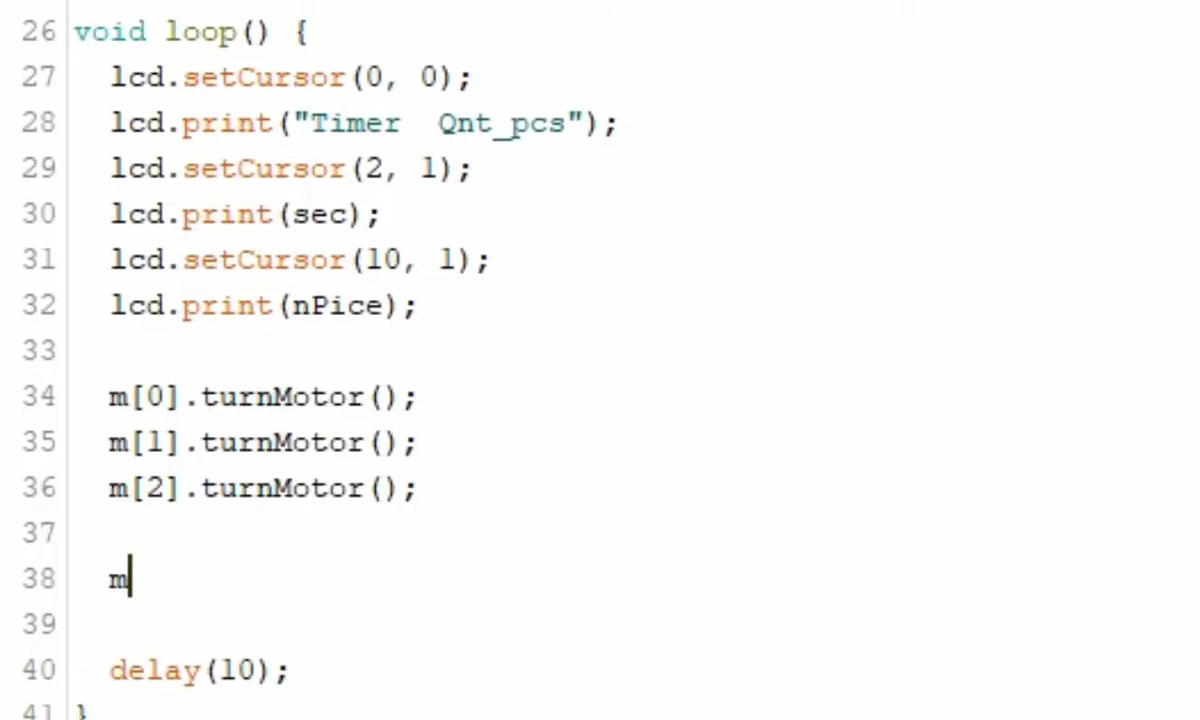 26 void loop() {
27 lcd.setCursor(0, 0);
28 lcd.print("Timer  Qnt_pcs");
29 lcd.setCursor(2, 1);
30 lcd.print(sec);
31 lcd.setCursor(10, 1);
32 lcd.print(nPice);
33
34 m[0].turnMotor();
35 m[1].turnMotor();
36 m[2].turnMotor();
37
38 m
39
40 delay(10);
41 }